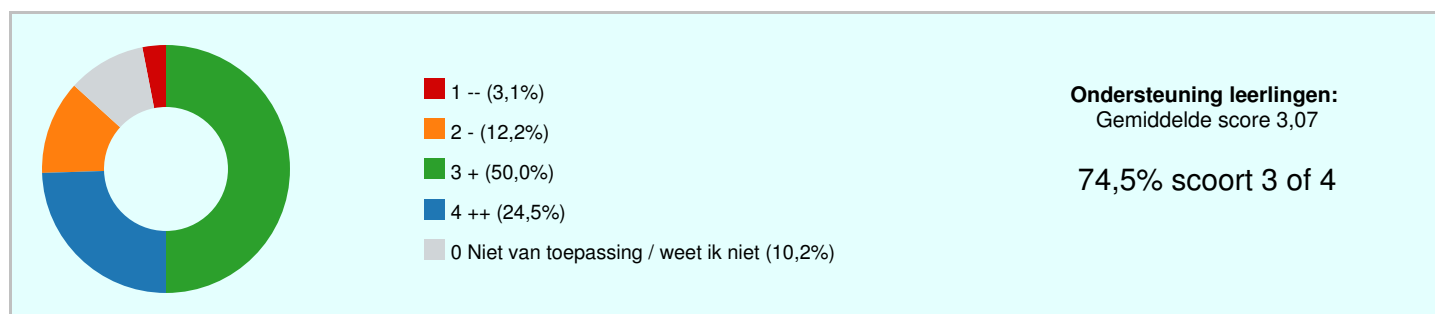 1 -- (3,1%)
2 - (12,2%)
3 + (50,0%)
4 ++ (24,5%)
0 Niet van toepassing / weet ik niet (10,2%)
Ondersteuning leerlingen:
Gemiddelde score 3,07
74,5% scoort 3 of 4